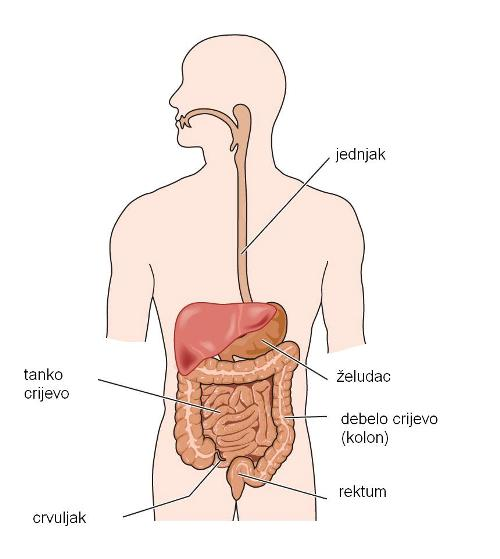 jednjak
tanko
crijevo
želudac
debelo crijevo
(kolon)
rektum
crvuljak